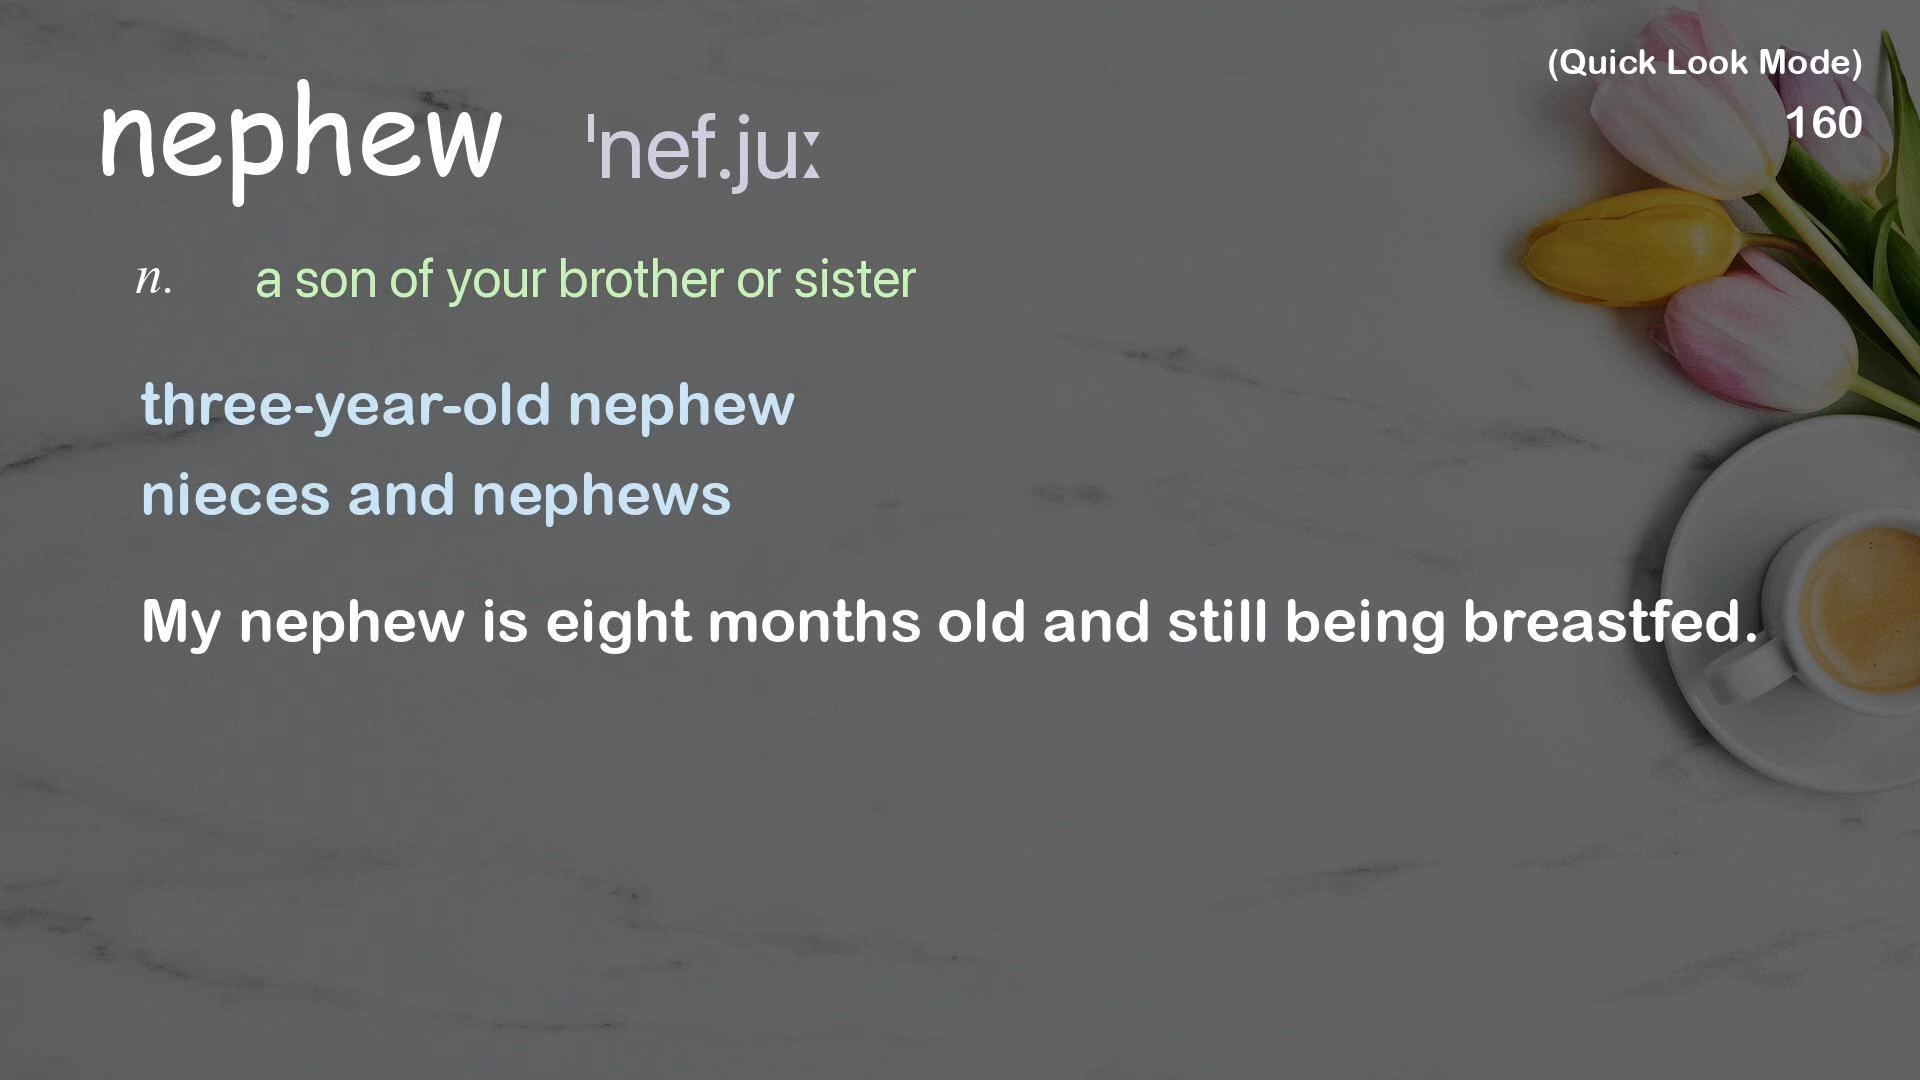 (Quick Look Mode)
160
nephew ˈnef.juː
n. a son of your brother or sister
three-year-old nephew
nieces and nephews
My nephew is eight months old and still being breastfed.